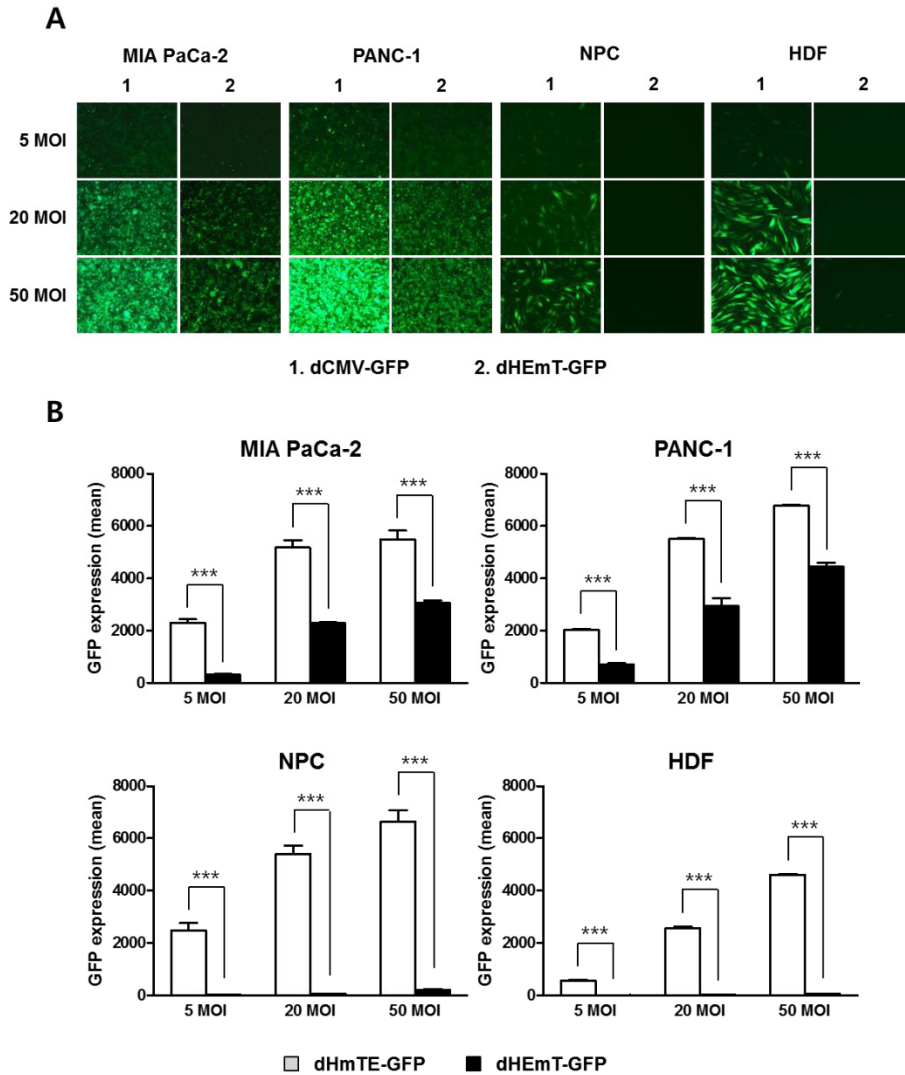 A
MIA PaCa-2 PANC-1 NPC HDF
1 2 1 2 1 2 1 2
5 MOI
20 MOI
50 MOI
1. dCMV-GFP 2. dHEmT-GFP
B
MIA PaCa-2
GFP expression (mean)
8000
6000
4000
2000
0
***
***
***
5 MOI 20 MOI 50 MOI
PANC-1
GFP expression (mean)
8000
6000
4000
2000
0
***
***
***
5 MOI 20 MOI 50 MOI
NPC
GFP expression (mean)
8000
6000
4000
2000
0
***
***
***
5 MOI 20 MOI 50 MOI
HDF
GFP expression (mean)
8000
6000
4000
2000
0
***
***
***
5 MOI 20 MOI 50 MOI
dHmTE-GFP dHEmT-GFP